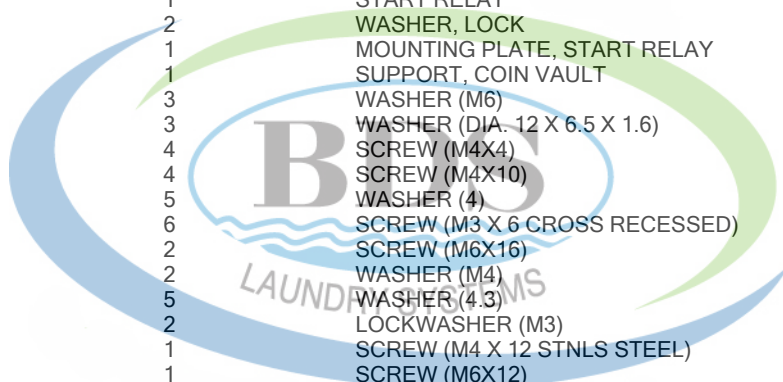 1 START RELAY
2 WASHER, LOCK
1 MOUNTING PLATE, START RELAY
1 SUPPORT, COIN VAULT
3 WASHER (M6)
3 WASHER (DIA. 12 X 6.5 X 1.6)
4 SCREW (M4X4)
4 SCREW (M4X10)
5 WASHER (4)
6 SCREW (M3 X 6 CROSS RECESSED)
2 SCREW (M6X16)
2 WASHER (M4)
5 WASHER (4.3)
2 LOCKWASHER (M3)
1 SCREW (M4 X 12 STNLS STEEL)
1 SCREW (M6X12)
BDS
LAUNDRY SYSTEMS